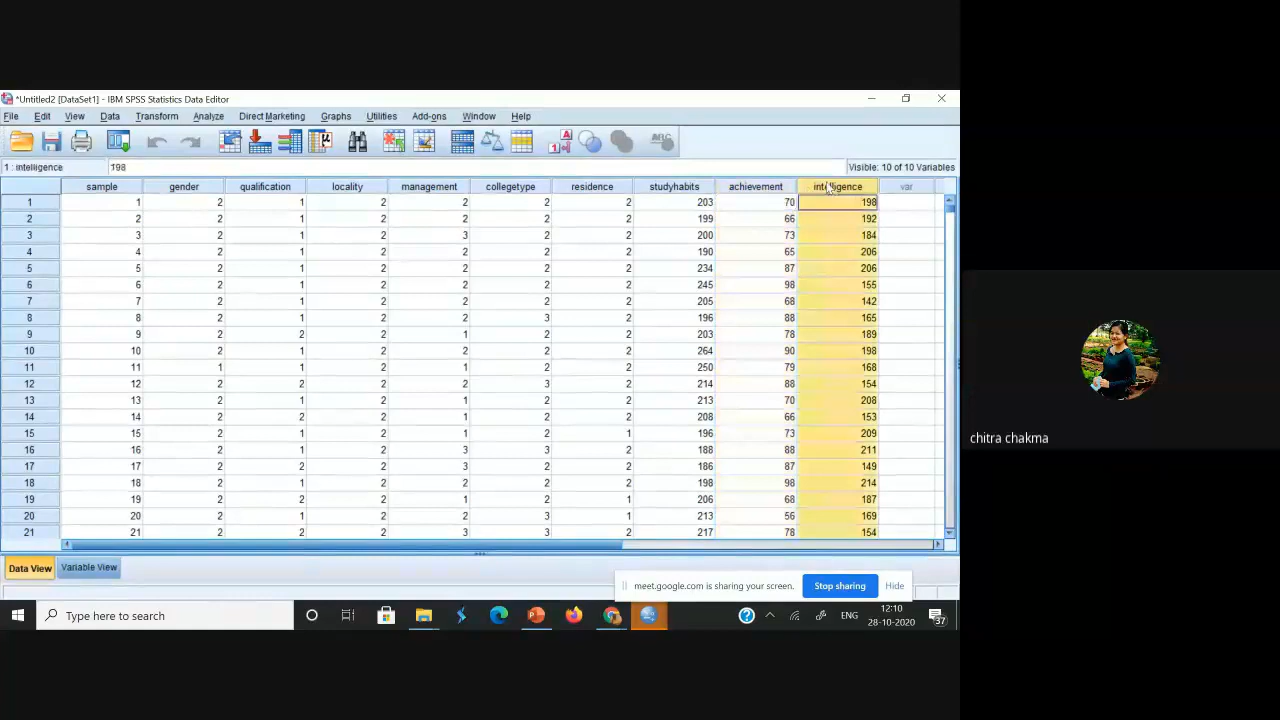 *Untitled2 [DataSet1] - IBM SPSS Statistics Data Editor
File Edit View Data Transform Analyze Direct Marketing Graphs Utilities Add-ons Window Help
1 : intelligence 198 Visible: 10 of 10 Variables
sample gender qualification locality management collegetype residence studyhabits achievement intelligence var
1 1 2 1 2 2 2 2 203 70 198
2 2 2 1 2 2 2 2 199 66 192
3 3 2 1 2 3 2 2 200 73 184
4 4 2 1 2 2 2 2 190 65 206
5 5 2 1 2 2 2 2 234 87 206
6 6 2 1 2 2 2 2 245 98 155
7 7 2 1 2 2 2 2 205 68 142
8 8 2 1 2 2 3 2 196 88 165
9 9 2 2 2 1 2 2 203 78 189
10 10 2 1 2 2 2 2 264 90 198
11 11 1 1 2 1 2 2 250 79 168
12 12 2 2 2 2 3 2 214 88 154
13 13 2 1 2 1 2 2 213 70 208
14 14 2 2 2 1 2 2 208 66 153
15 15 2 1 2 1 2 1 196 73 209
16 16 2 1 2 3 3 2 188 88 211
17 17 2 2 2 3 3 2 186 87 149
18 18 2 1 2 2 2 2 198 98 214
19 19 2 2 2 1 2 1 206 68 187
20 20 2 1 2 2 3 1 213 56 169
21 21 2 2 2 3 3 2 217 78 154
Data View Variable View
meet.google.com is sharing your screen. Stop sharing Hide
Type here to search
ENG
12:10
28-10-2020
37
chitra chakma